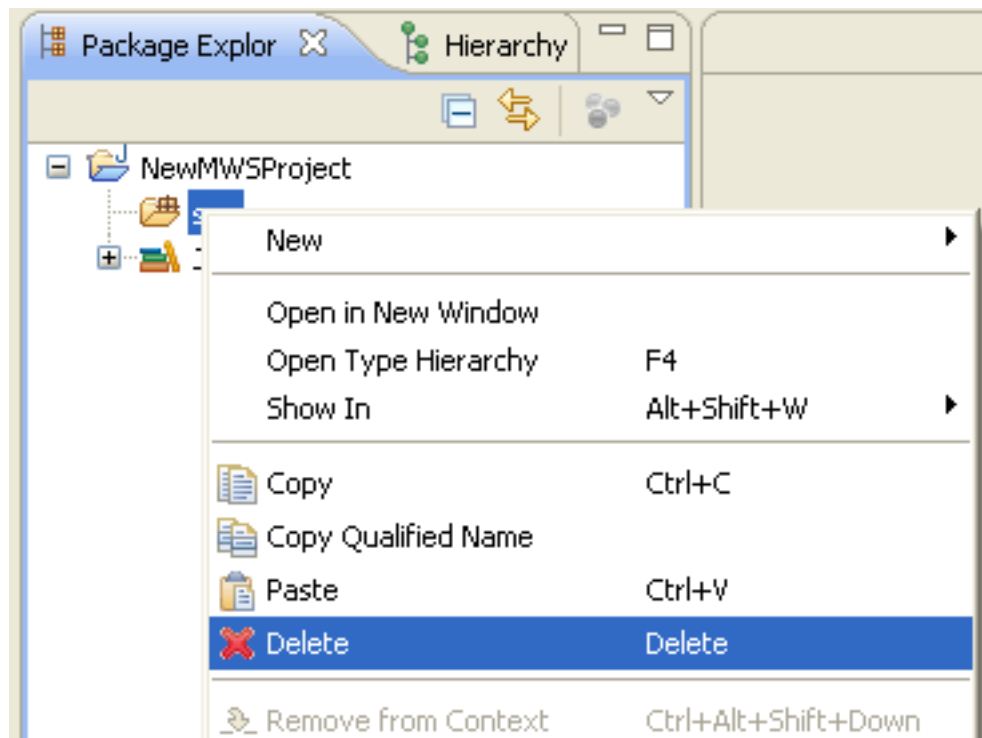 Package Explor Hierarchy
NewMWSProject
New
Open in New Window
Open Type Hierarchy F4
Show In Alt+Shift+W
Copy Ctrl+C
Copy Qualified Name
Paste Ctrl+V
Delete Delete
Remove from Context Ctrl+Alt+Shift+Down